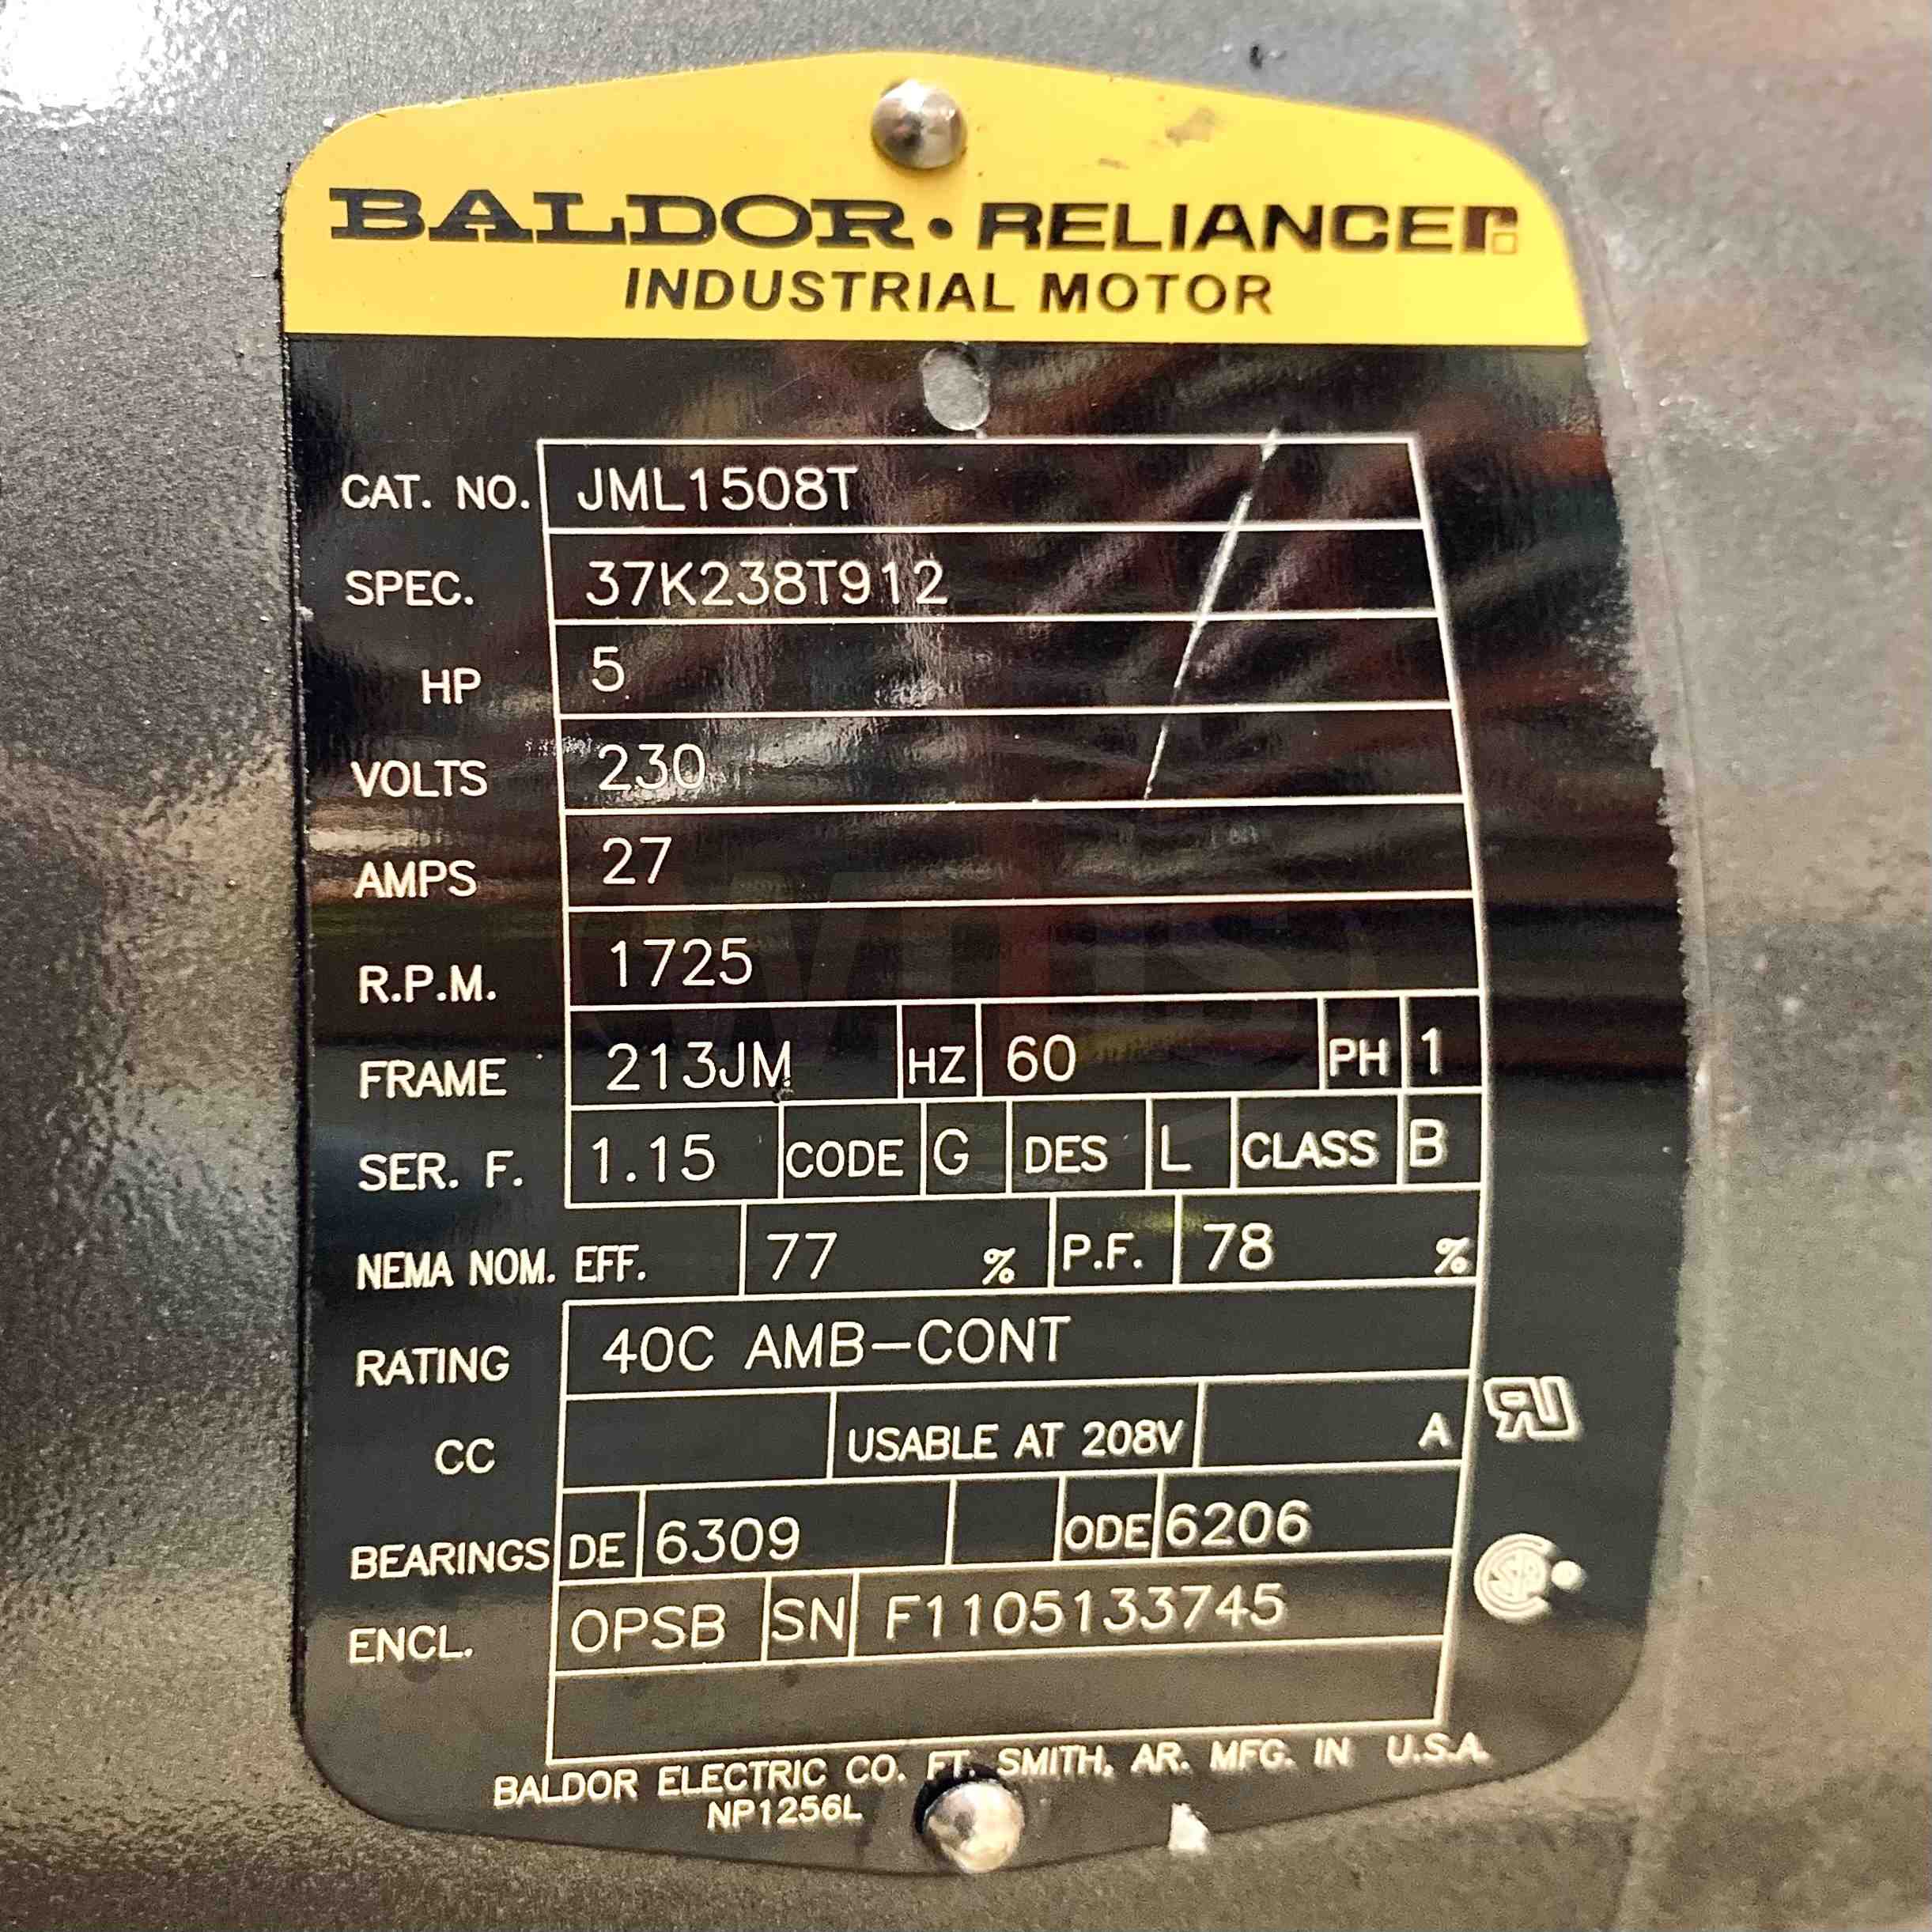 BALDOR • RELIANCE
INDUSTRIAL MOTOR
CAT. NO. JML1508T
SPEC. 37K238T912
HP 5
VOLTS 230
AMPS 27
R.P.M. 1725
FRAME 213JM HZ 60 PH 1
SER. F. 1.15 CODE G DES L CLASS B
NEMA NOM. EFF. 77 % P.F. 78 %
RATING 40C AMB-CONT
CC USABLE AT 208V A
BEARINGS DE 6309 ODE 6206
ENCL. OPSB SN F1105133745
BALDOR ELECTRIC CO. FT. SMITH, AR. MFG. IN U.S.A.
NP1256L